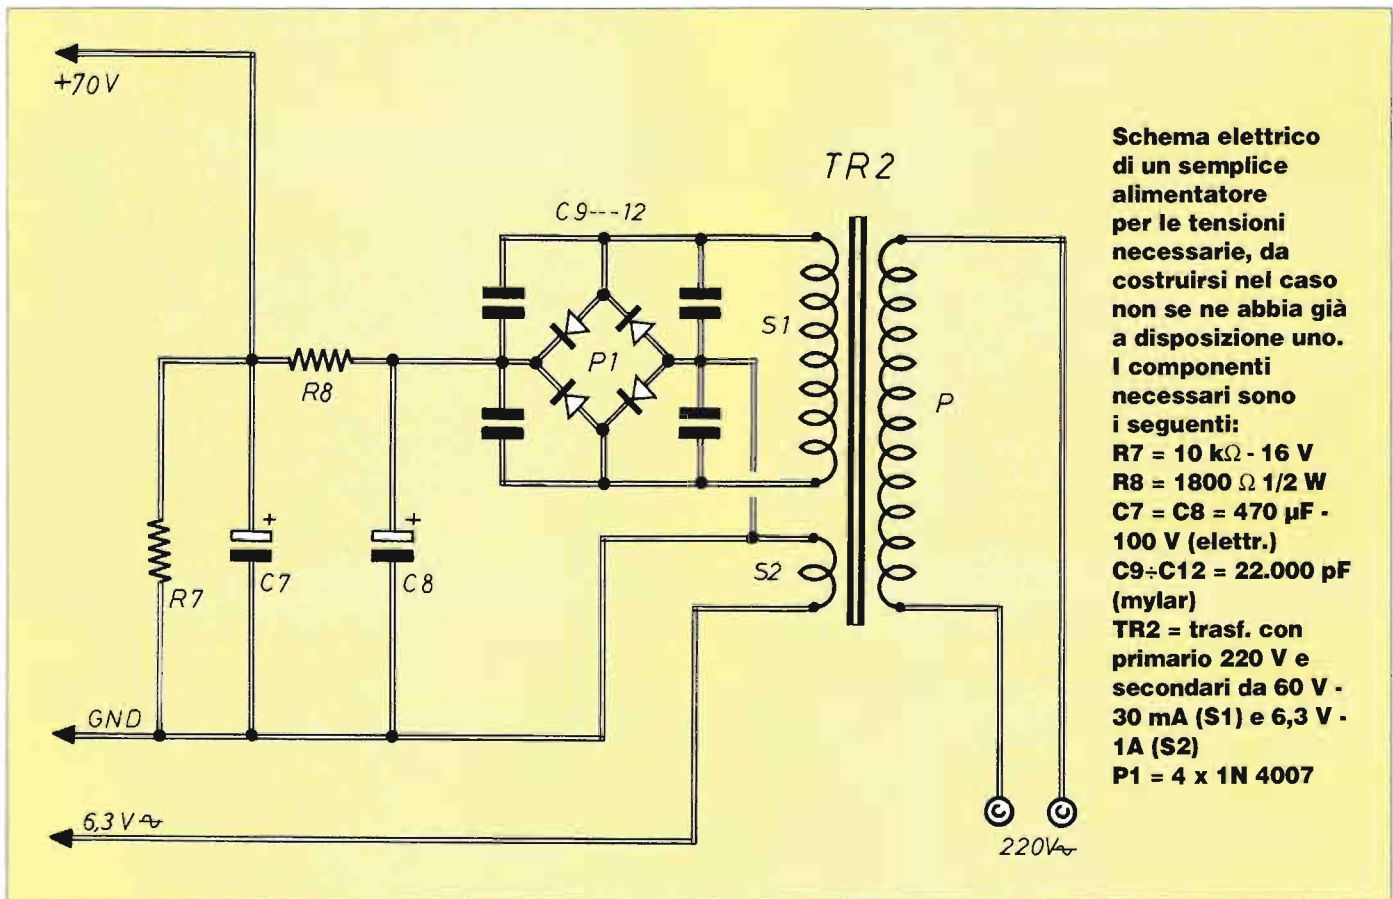 +70V
TR2
C9---12
S1
P1
P
R8
S2
R7
C7
+
C8
+
GND
6,3 V~
220V~
Schema elettrico
di un semplice
alimentatore
per le tensioni
necessarie, da
costruirsi nel caso
non se ne abbia già
a disposizione uno.
I componenti
necessari sono
i seguenti:
R7 = 10 kΩ - 16 V
R8 = 1800 Ω 1/2 W
C7 = C8 = 470 µF -
100 V (elettr.)
C9÷C12 = 22.000 pF
(mylar)
TR2 = trasf. con
primario 220 V e
secondari da 60 V -
30 mA (S1) e 6,3 V -
1A (S2)
P1 = 4 x 1N 4007